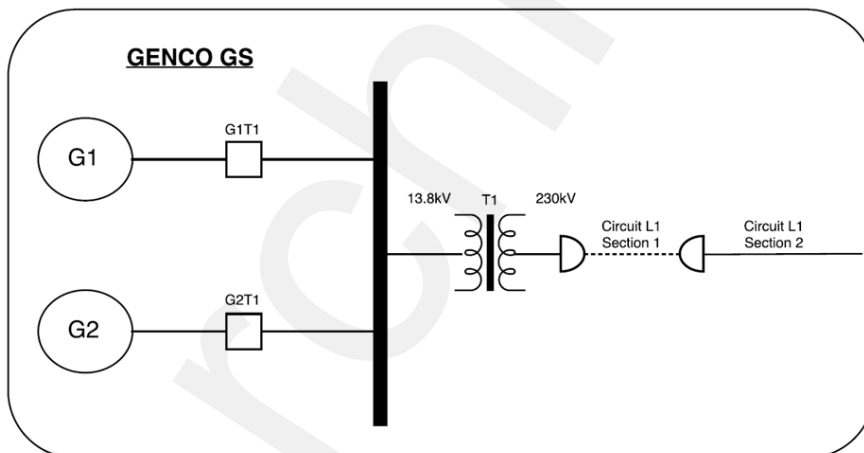 GENCO GS
G1T1
G1
13.8kV
T1
230kV
Circuit L1
Section 1
Circuit L1
Section 2
G2T1
G2